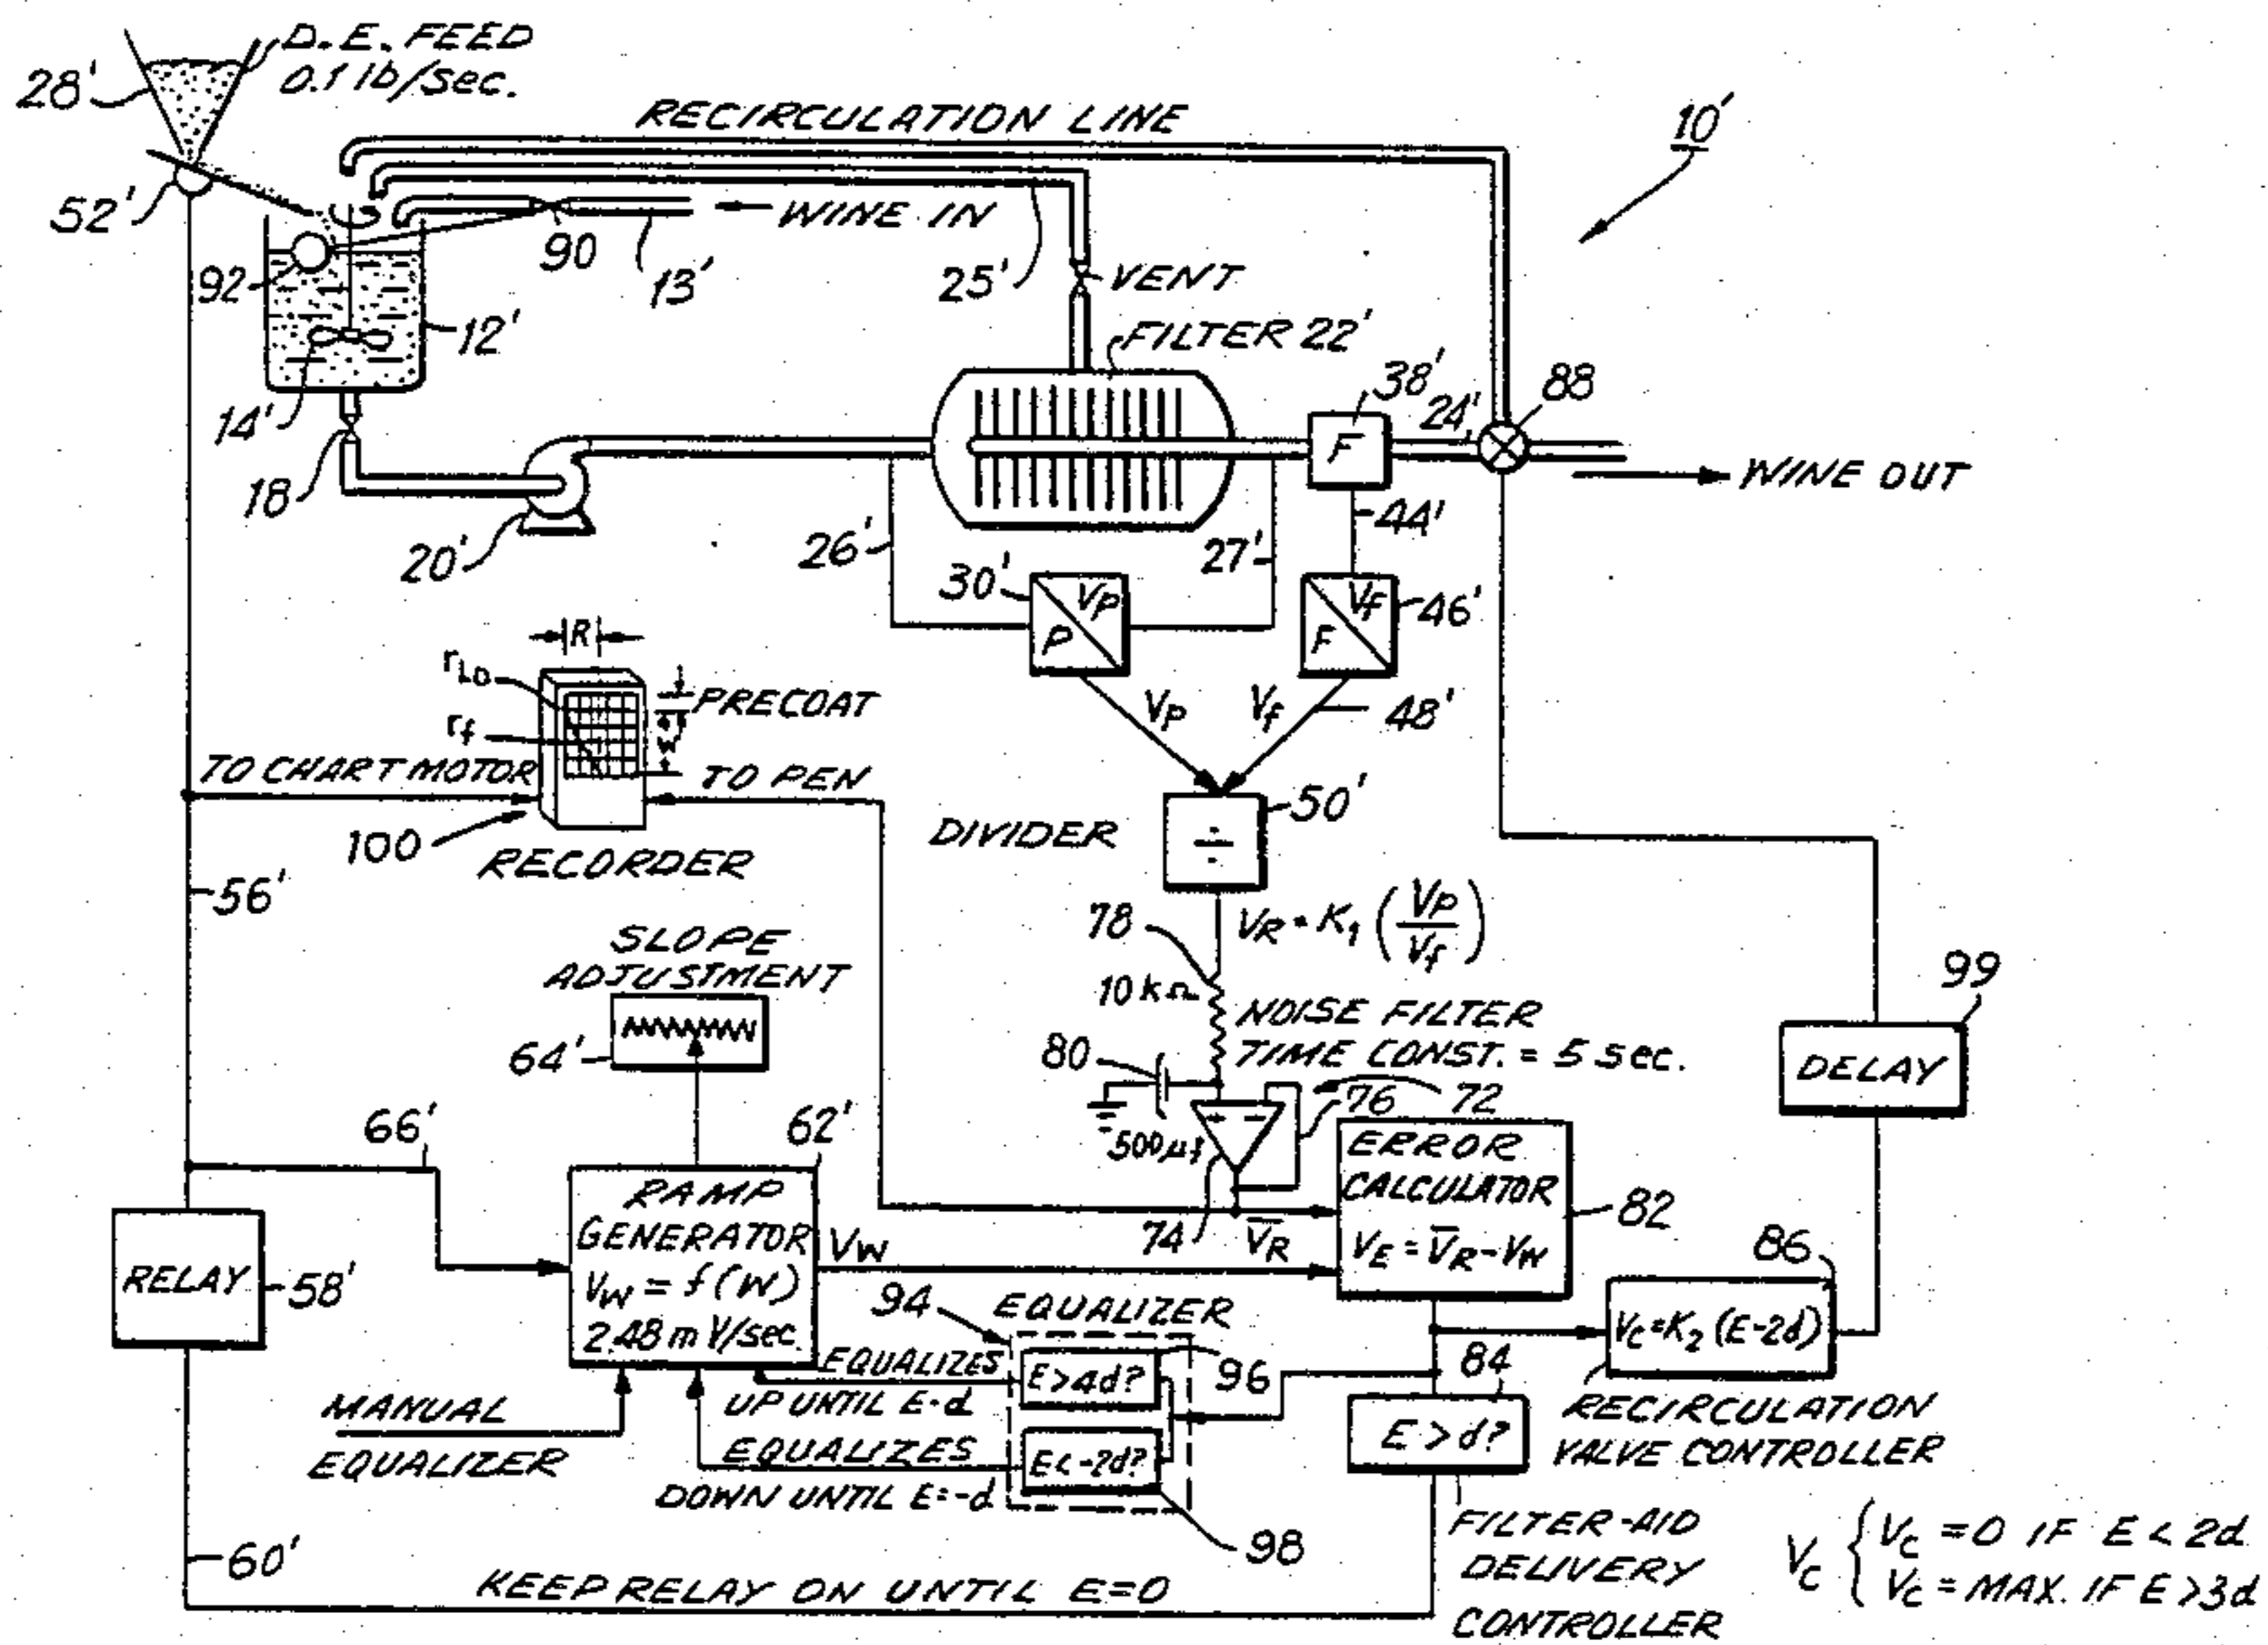 D.E. FEED
0.1 lb/sec.
28'
RECIRCULATION LINE
10'
52'
WINE IN
90
13'
92
25'
VENT
12'
FILTER 22'
38'
24'
88
14'
F
18
WINE OUT
44'
20'
26'
27'
30'
VP
P
Vf
F
46'
R
rLo
PRECOAT
rf
W
VP
Vf
48'
TO CHART MOTOR
TO PEN
50'
100
DIVIDER
÷
RECORDER
56'
78
VR = K1 (VP/Vf)
SLOPE
ADJUSTMENT
10 kΩ
99
NOISE FILTER
TIME CONST. = 5 sec.
64'
80
DELAY
76
72
66'
62'
+ -
500 µf
ERROR
CALCULATOR
VE = V̅R - VW
82
RAMP
GENERATOR
VW = f(W)
2.48 mV/sec.
VW
74
V̅R
86
RELAY
58'
94
EQUALIZER
VC = K2 (E-2d)
EQUALIZES
UP UNTIL E=d
E>4d?
96
84
MANUAL
EQUALIZER
E > d?
RECIRCULATION
VALVE CONTROLLER
EQUALIZES
DOWN UNTIL E=-d
E<-2d?
98
FILTER-AID
DELIVERY
CONTROLLER
60'
KEEP RELAY ON UNTIL E=0
VC { VC = 0 IF E < 2d
VC = MAX. IF E >3d